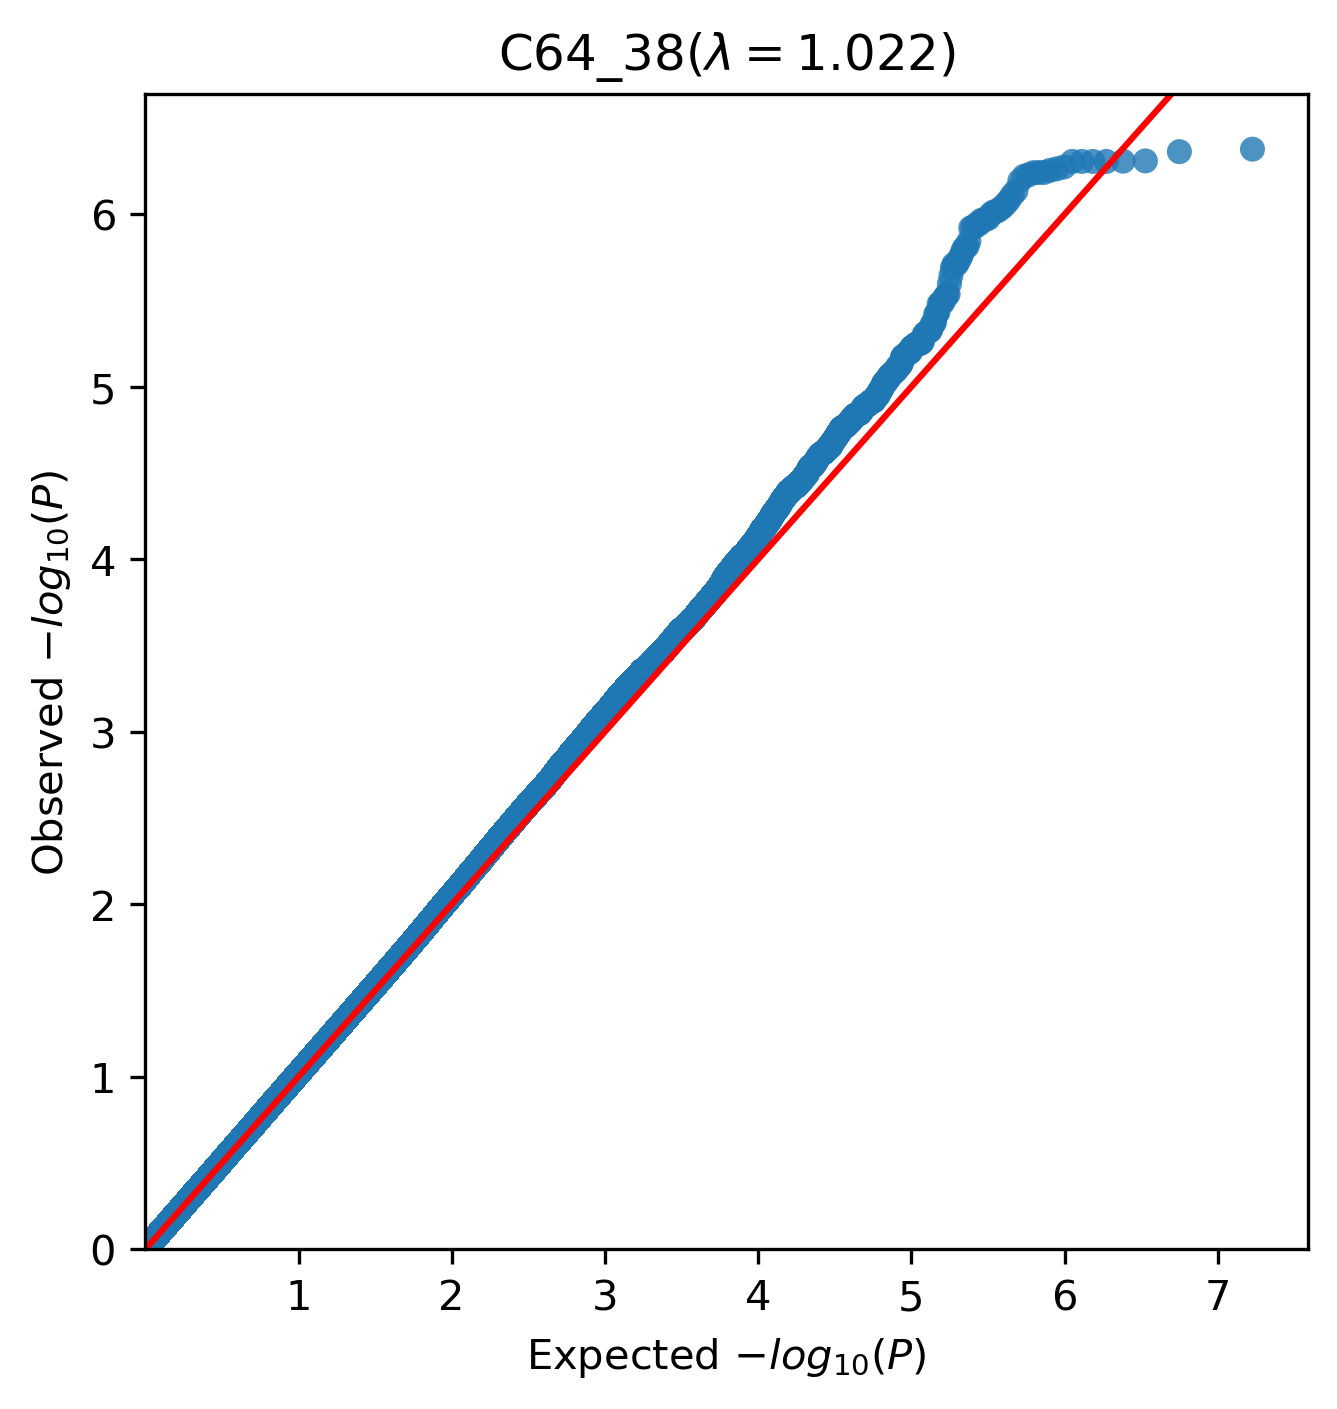 C64_38(λ = 1.022)
6
5
4
3
2
1
0
Observed −log₁₀(P)
1 2 3 4 5 6 7
Expected −log₁₀(P)